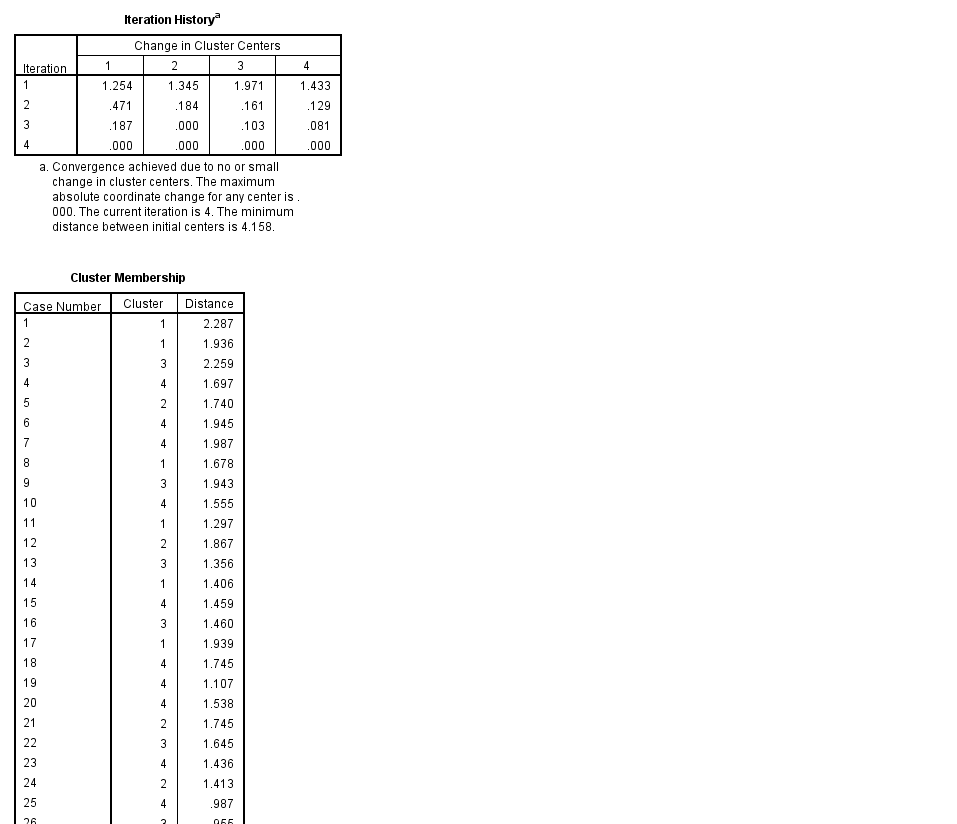 Iteration History^a
Change in Cluster Centers
Iteration 1 2 3 4
1 1.254 1.345 1.971 1.433
2 .471 .184 .161 .129
3 .187 .000 .103 .081
4 .000 .000 .000 .000
a. Convergence achieved due to no or small
change in cluster centers. The maximum
absolute coordinate change for any center is .
000. The current iteration is 4. The minimum
distance between initial centers is 4.158.
Cluster Membership
Case Number Cluster Distance
1 1 2.287
2 1 1.936
3 3 2.259
4 4 1.697
5 2 1.740
6 4 1.945
7 4 1.987
8 1 1.678
9 3 1.943
10 4 1.555
11 1 1.297
12 2 1.867
13 3 1.356
14 1 1.406
15 4 1.459
16 3 1.460
17 1 1.939
18 4 1.745
19 4 1.107
20 4 1.538
21 2 1.745
22 3 1.645
23 4 1.436
24 2 1.413
25 4 .987
26 3